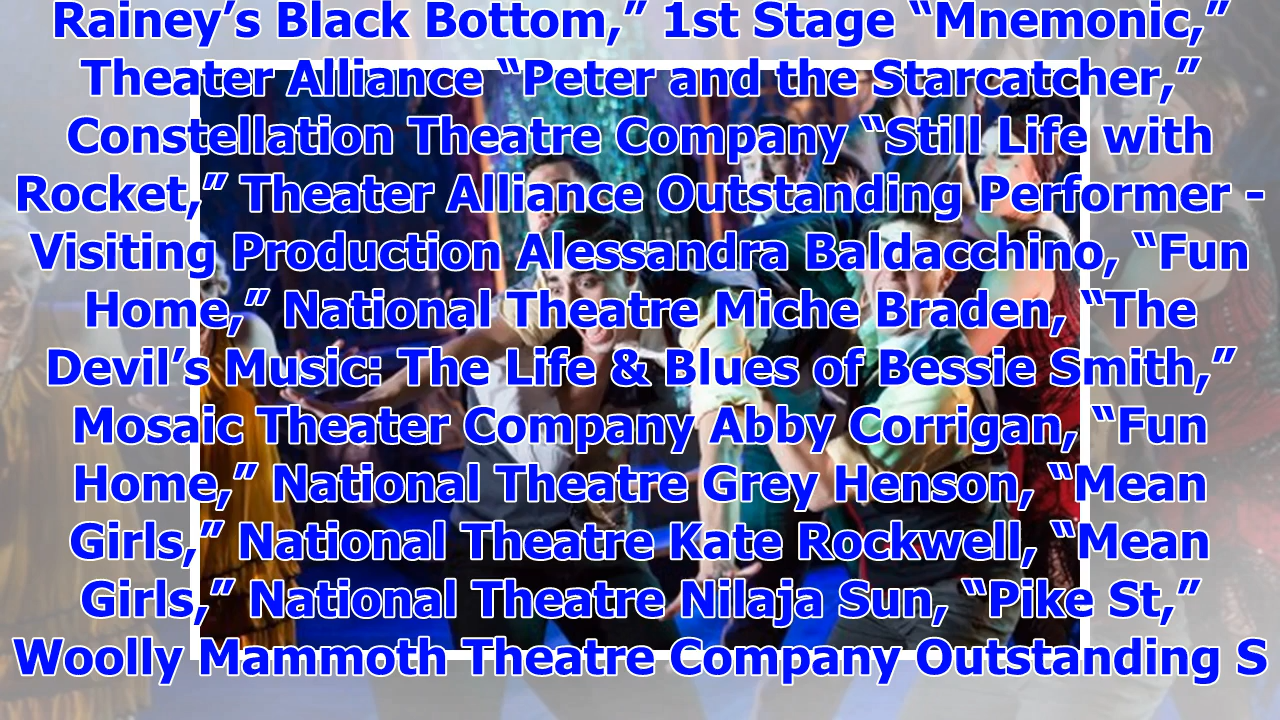 Rainey’s Black Bottom,” 1st Stage “Mnemonic,”
Theater Alliance “Peter and the Starcatcher,”
Constellation Theatre Company “Still Life with
Rocket,” Theater Alliance Outstanding Performer -
Visiting Production Alessandra Baldacchino, “Fun
Home,” National Theatre Miche Braden, “The
Devil’s Music: The Life & Blues of Bessie Smith,”
Mosaic Theater Company Abby Corrigan, “Fun
Home,” National Theatre Grey Henson, “Mean
Girls,” National Theatre Kate Rockwell, “Mean
Girls,” National Theatre Nilaja Sun, “Pike St,”
Woolly Mammoth Theatre Company Outstanding S